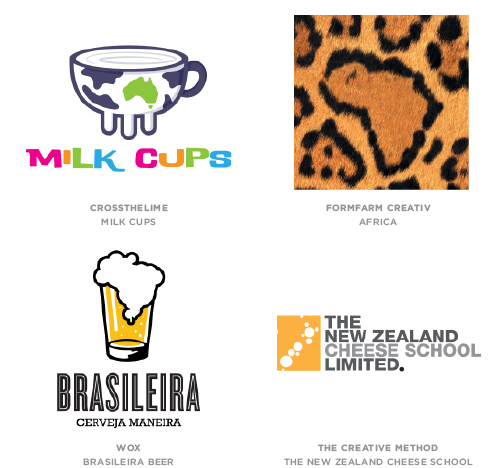 MILK CUPS
CROSSTHELIME
MILK CUPS
FORMFARM CREATIV
AFRICA
BRASILEIRA
CERVEJA MANEIRA
WOX
BRASILEIRA BEER
THE
NEW ZEALAND
CHEESE SCHOOL
LIMITED.
THE CREATIVE METHOD
THE NEW ZEALAND CHEESE SCHOOL